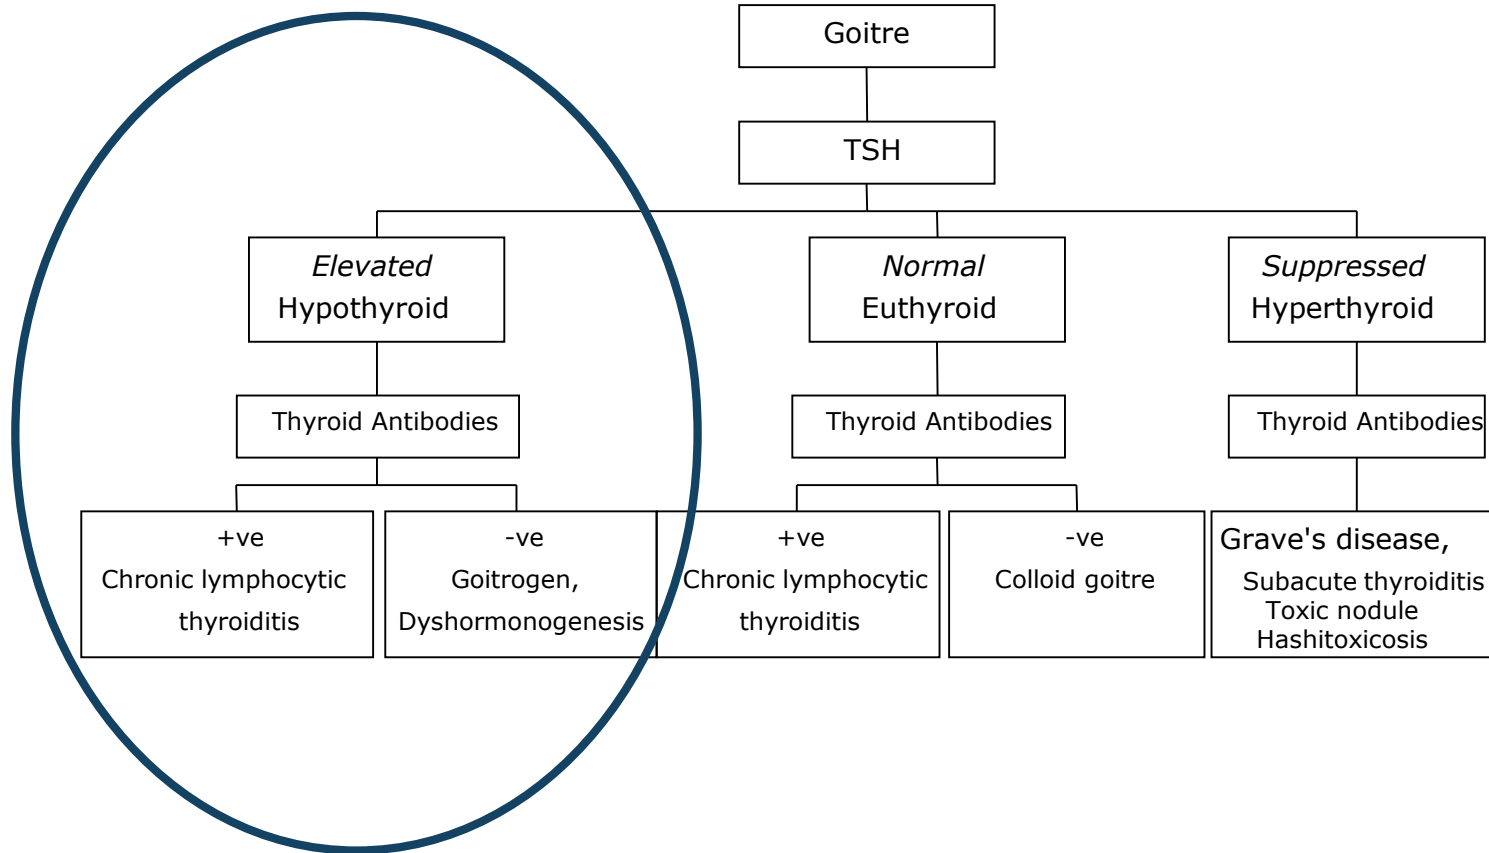 Goitre
TSH
Elevated
Hypothyroid
Normal
Euthyroid
Suppressed
Hyperthyroid
Thyroid Antibodies
Thyroid Antibodies
Thyroid Antibodies
+ve
Chronic lymphocytic
thyroiditis
-ve
Goitrogen,
Dyshormonogenesis
+ve
Chronic lymphocytic
thyroiditis
-ve
Colloid goitre
Grave's disease,
Subacute thyroiditis
Toxic nodule
Hashitoxicosis